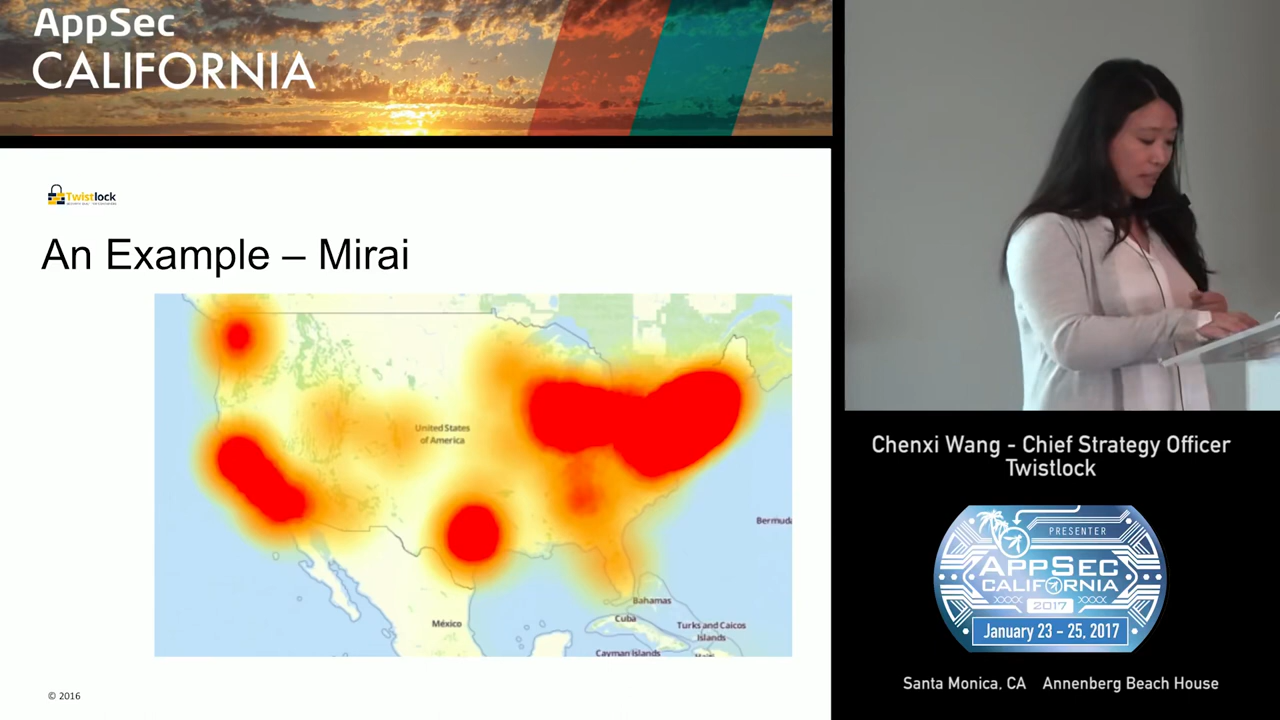 AppSec
CALIFORNIA
Twistlock
An Example – Mirai
United States
of America
Bermuda
Bahamas
México
Cuba
Turks and Caicos
Islands
Cayman Islands
© 2016
Chenxi Wang - Chief Strategy Officer
Twistlock
PRESENTER
APPSEC
CALIFORNIA
XXXX 2017 XXXX
January 23 - 25, 2017
Santa Monica, CA Annenberg Beach House